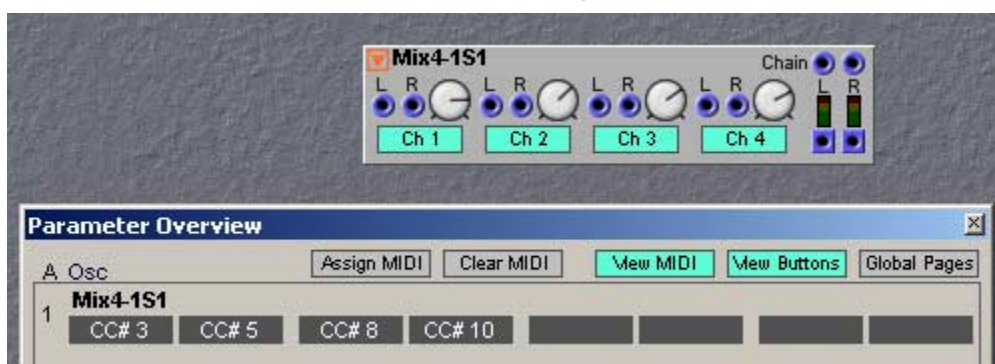 Mix4-1S1 Chain
L R L R L R L R L R
Ch 1 Ch 2 Ch 3 Ch 4
Parameter Overview
A Osc Assign MIDI Clear MIDI View MIDI View Buttons Global Pages
Mix4-1S1
1
CC# 3 CC# 5 CC# 8 CC# 10